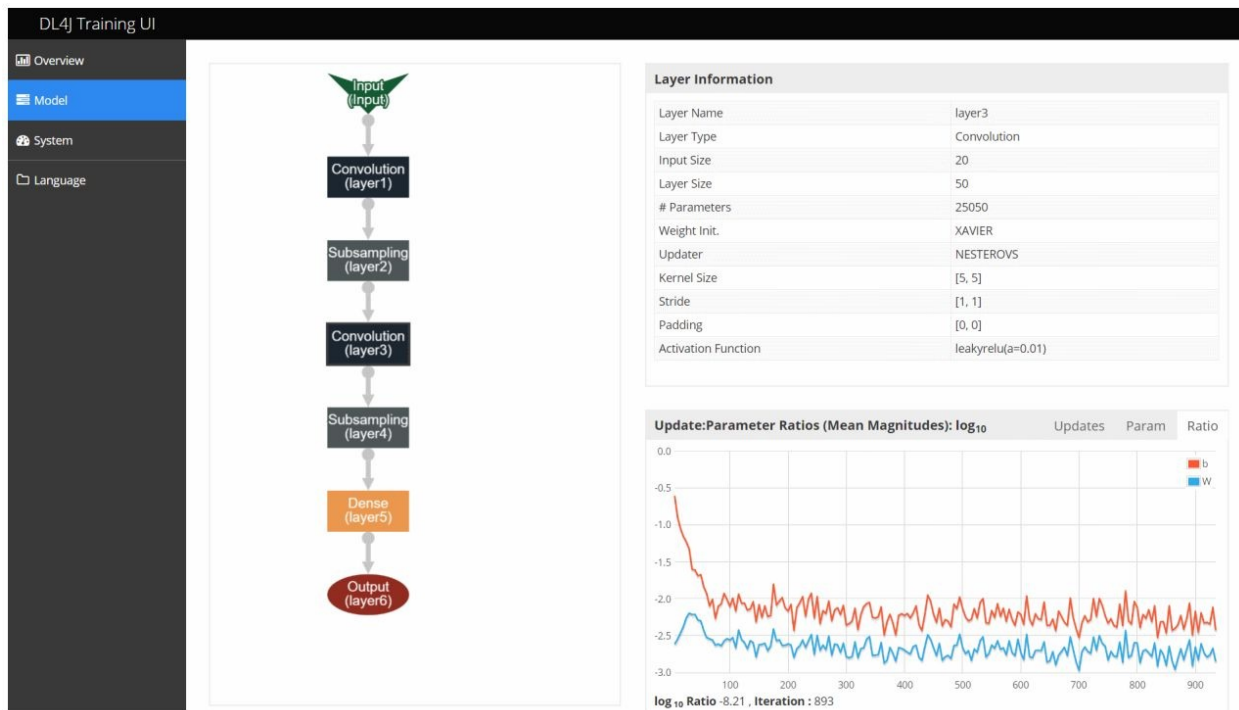 DL4J Training UI
Overview
Model
System
Language
Input
(Input)
Convolution
(layer1)
Subsampling
(layer2)
Convolution
(layer3)
Subsampling
(layer4)
Dense
(layer5)
Output
(layer6)
Layer Information
Layer Name layer3
Layer Type Convolution
Input Size 20
Layer Size 50
# Parameters 25050
Weight Init. XAVIER
Updater NESTEROVS
Kernel Size [5, 5]
Stride [1, 1]
Padding [0, 0]
Activation Function leakyrelu(a=0.01)
Update:Parameter Ratios (Mean Magnitudes): log10 Updates Param Ratio
0.0
-0.5
-1.0
-1.5
-2.0
-2.5
-3.0
b
W
100 200 300 400 500 600 700 800 900
log10 Ratio -8.21 , Iteration : 893